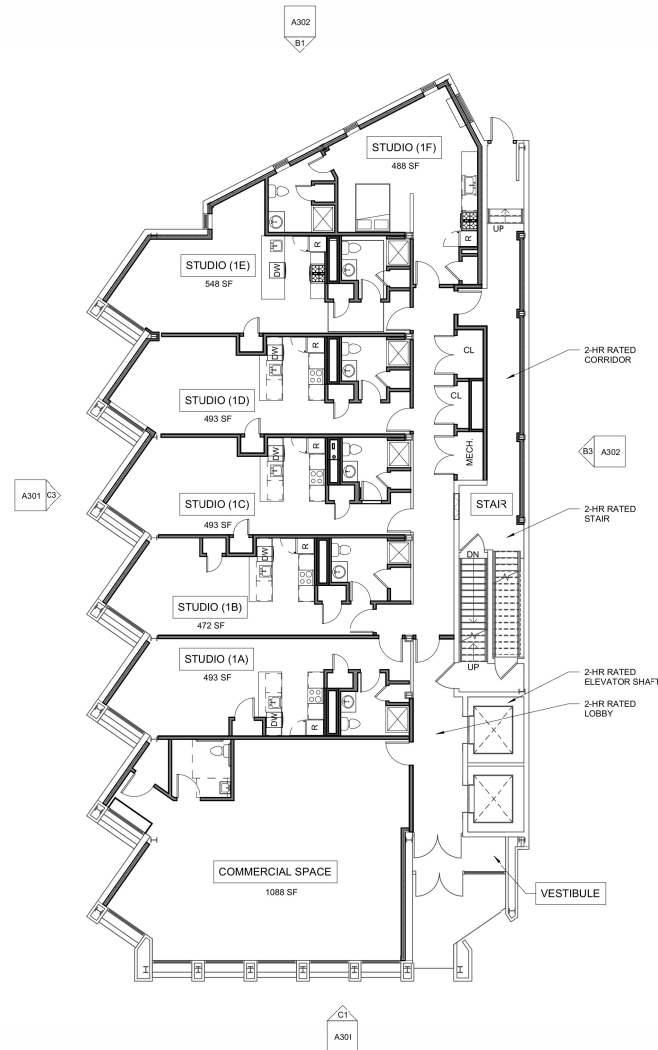 A302
B1
STUDIO (1F)
488 SF
R
UP
STUDIO (1E)
548 SF
DW
R
2-HR RATED
CORRIDOR
CL
DW
R
STUDIO (1D)
493 SF
CL
B3
A302
MECH.
DW
R
A301
C3
STUDIO (1C)
493 SF
STAIR
2-HR RATED
STAIR
DW
R
DN
STUDIO (1B)
472 SF
STUDIO (1A)
493 SF
UP
2-HR RATED
ELEVATOR SHAFT
2-HR RATED
LOBBY
DW
R
COMMERCIAL SPACE
1088 SF
VESTIBULE
C1
A301